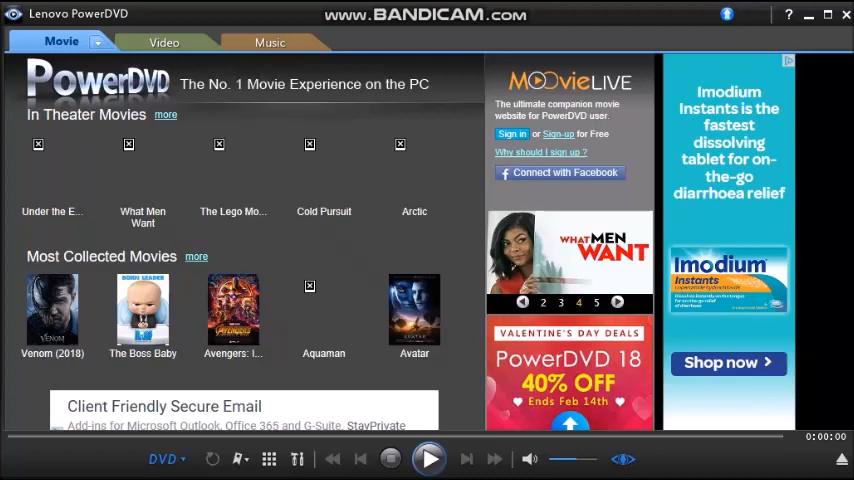 Lenovo PowerDVD
www.BANDICAM.com
?
Movie
Video
Music
PowerDVD
The No. 1 Movie Experience on the PC
In Theater Movies more
Under the E...
What Men
Want
The Lego Mo...
Cold Pursuit
Arctic
Most Collected Movies more
VENOM
BORN LEADER
AVENGERS
AVATAR
Venom (2018)
The Boss Baby
Avengers: I...
Aquaman
Avatar
Client Friendly Secure Email
Add-ins for Microsoft Outlook, Office 365 and G-Suite. StayPrivate
MOOvieLIVE
The ultimate companion movie
website for PowerDVD user.
Sign in or Sign-up for Free
Why should I sign up ?
f Connect with Facebook
WHAT MEN
WANT
2 3 4 5
VALENTINE'S DAY DEALS
PowerDVD 18
40% OFF
Ends Feb 14th
Imodium
Instants is the
fastest
dissolving
tablet for on-
the-go
diarrhoea relief
Imodium
Instants
Shop now >
0:00:00
DVD